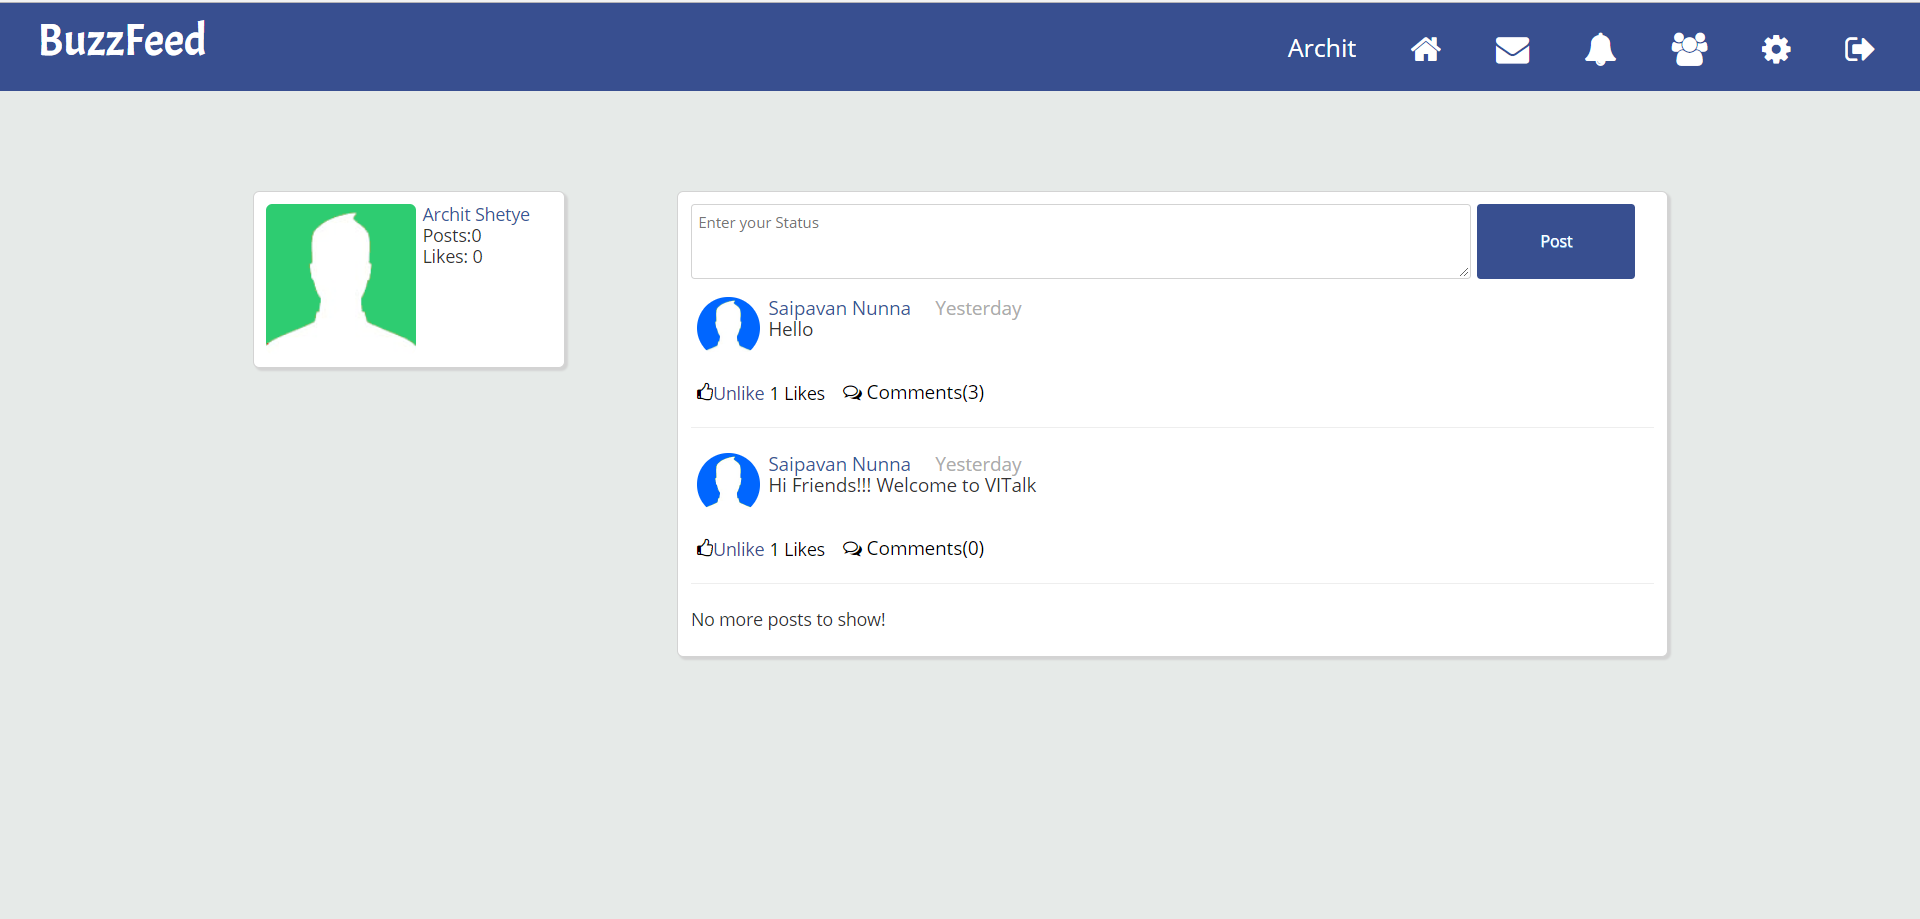 BuzzFeed
Archit
Archit Shetye
Posts:0
Likes: 0
Enter your Status
Post
Saipavan Nunna Yesterday
Hello
Unlike 1 Likes Comments(3)
Saipavan Nunna Yesterday
Hi Friends!!! Welcome to VITalk
Unlike 1 Likes Comments(0)
No more posts to show!